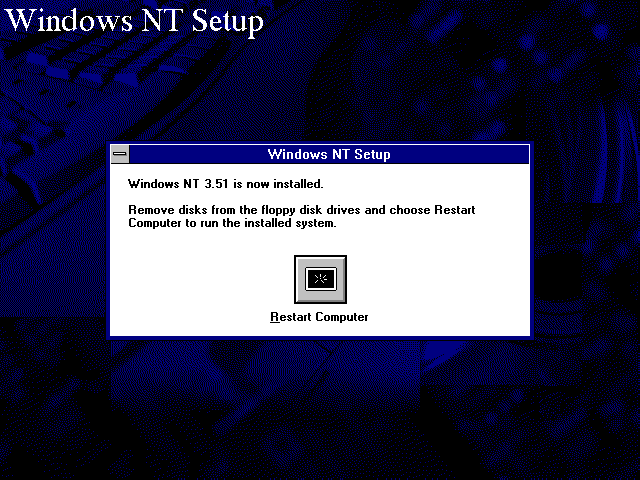 Windows NT Setup
Windows NT Setup
Windows NT 3.51 is now installed.
Remove disks from the floppy disk drives and choose Restart
Computer to run the installed system.
Restart Computer